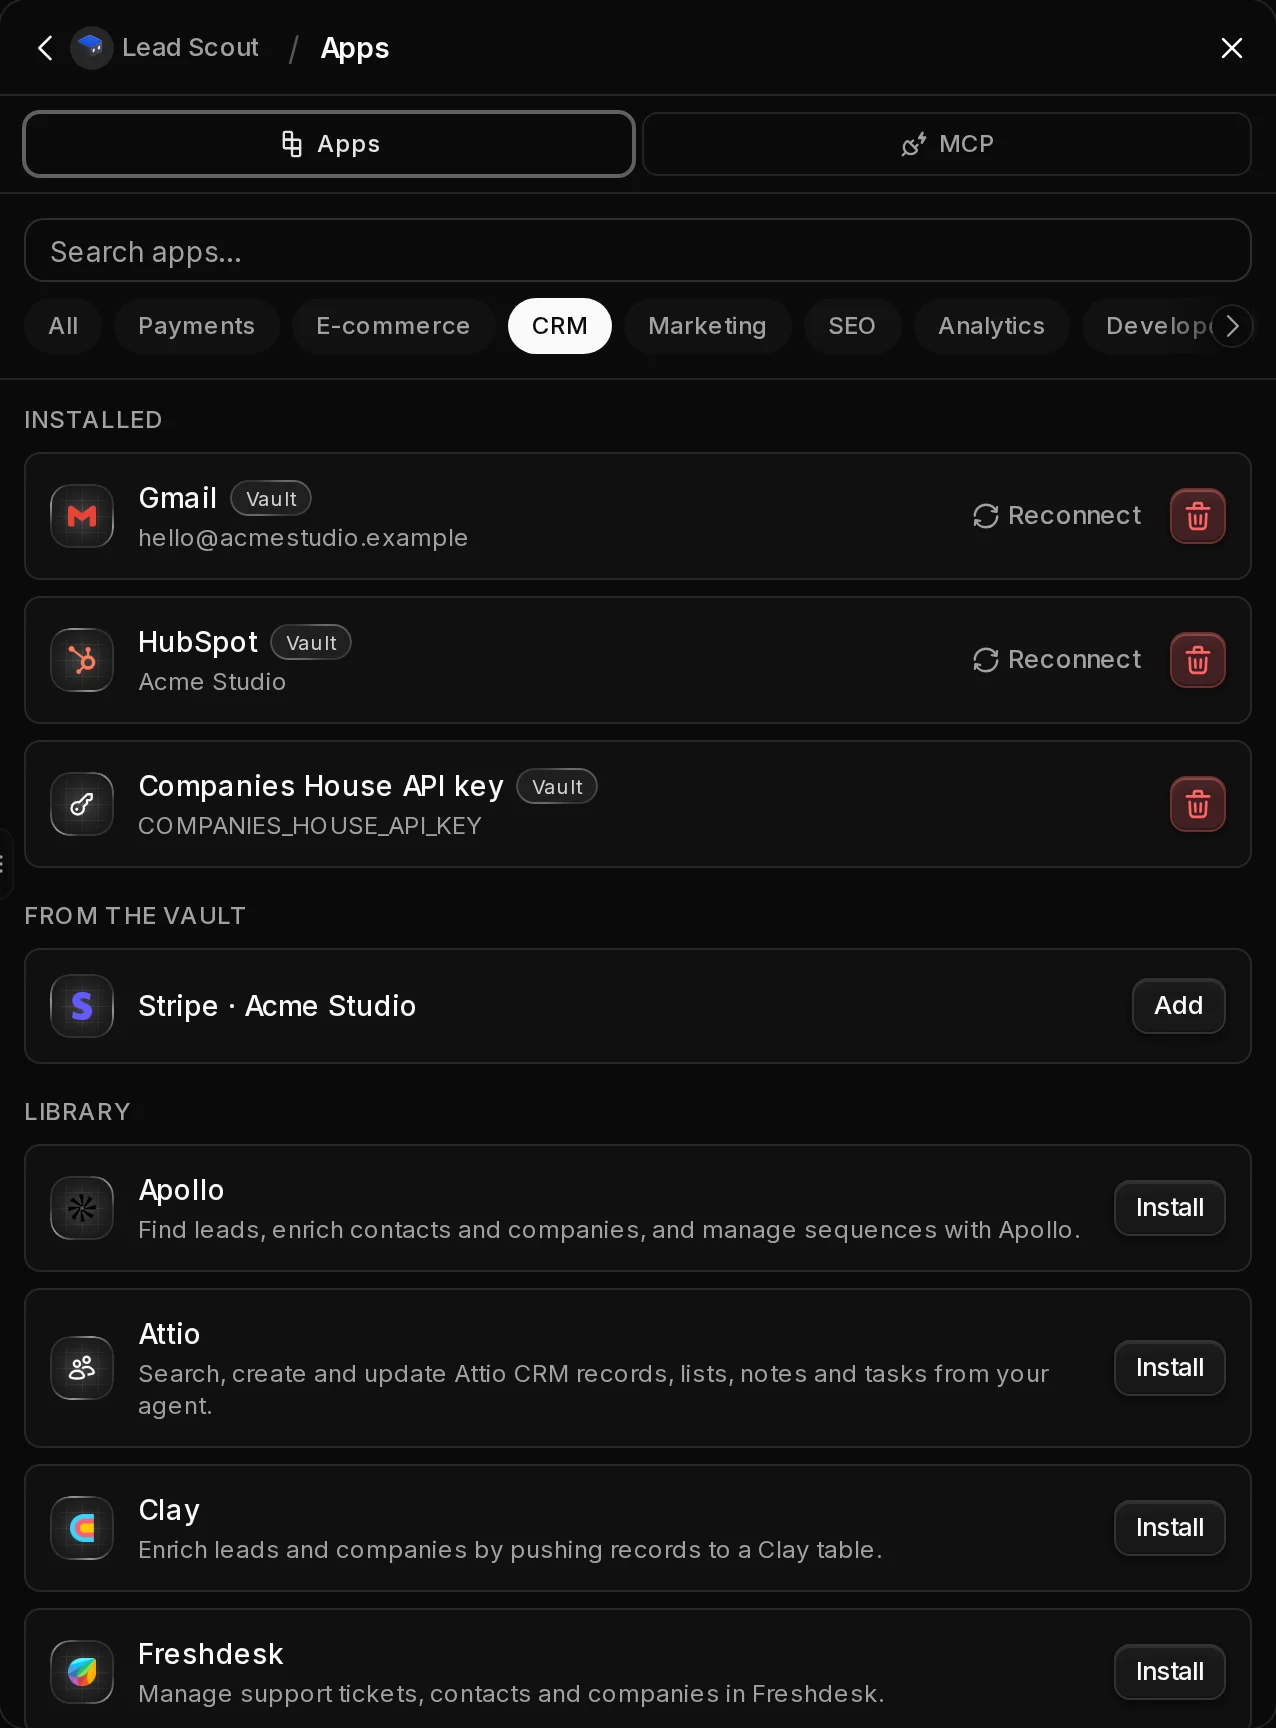 Lead Scout / Apps
Apps
MCP
Search apps...
All
Payments
E-commerce
CRM
Marketing
SEO
Analytics
INSTALLED
Gmail Vault
hello@acmestudio.example
Reconnect
HubSpot Vault
Acme Studio
Reconnect
Companies House API key Vault
COMPANIES_HOUSE_API_KEY
FROM THE VAULT
Stripe · Acme Studio
Add
LIBRARY
Apollo
Find leads, enrich contacts and companies, and manage sequences with Apollo.
Install
Attio
Search, create and update Attio CRM records, lists, notes and tasks from your
agent.
Install
Clay
Enrich leads and companies by pushing records to a Clay table.
Install
Freshdesk
Manage support tickets, contacts and companies in Freshdesk.
Install